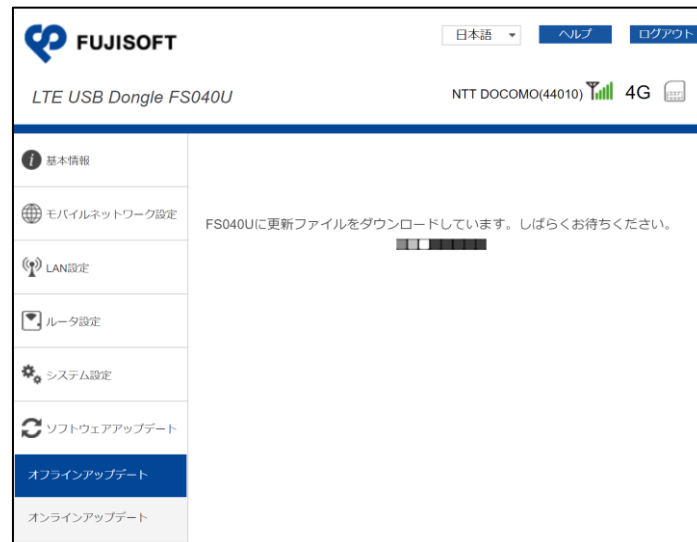 FUJISOFT
日本語
ヘルプ
ログアウト
LTE USB Dongle FS040U
NTT DOCOMO(44010)
4G
基本情報
モバイルネットワーク設定
FS040Uに更新ファイルをダウンロードしています。しばらくお待ちください。
LAN設定
ルータ設定
システム設定
ソフトウェアアップデート
オフラインアップデート
オンラインアップデート